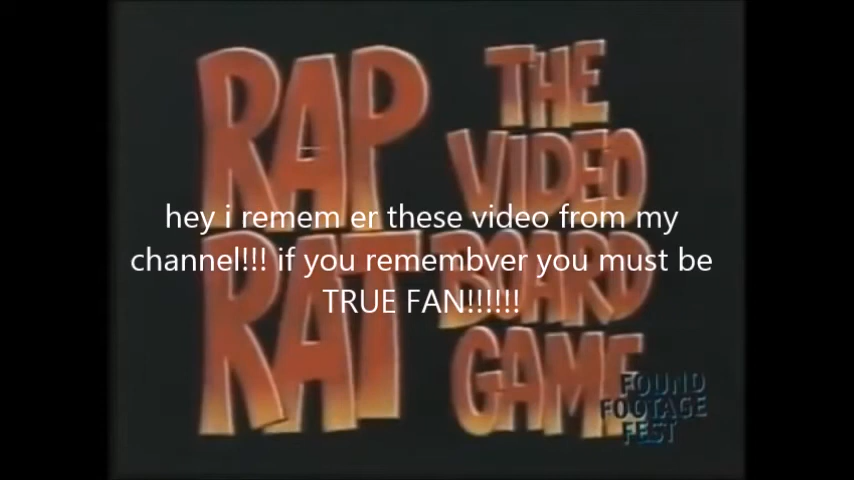 RAP
RAT
THE
VIDEO
BOARD
GAME
hey i remem er these video from my
channel!!! if you remembver you must be
TRUE FAN!!!!!!
FOUND
FOOTAGE
FEST